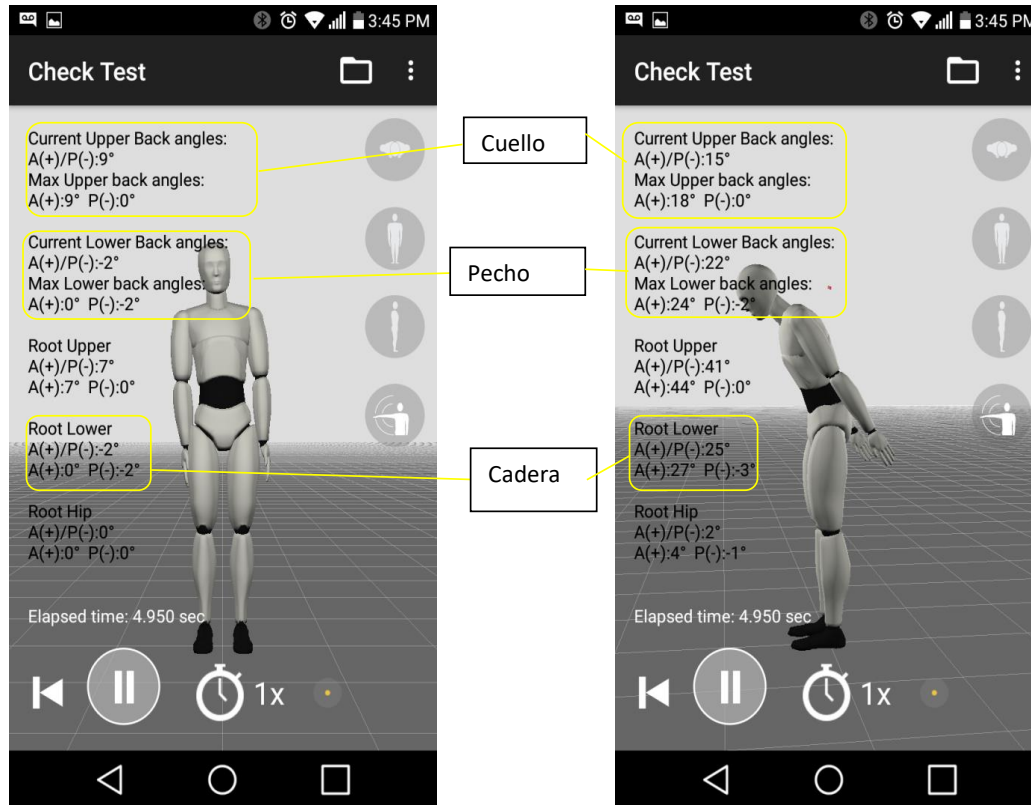 3:45 PM
Check Test
Current Upper Back angles:
A(+)/P(-):9°
Max Upper back angles:
A(+):9° P(-):0°
Current Lower Back angles:
A(+)/P(-):-2°
Max Lower back angles:
A(+):0° P(-):-2°
Root Upper
A(+)/P(-):7°
A(+):7° P(-):0°
Root Lower
A(+)/P(-):-2°
A(+):0° P(-):-2°
Root Hip
A(+)/P(-):0°
A(+):0° P(-):0°
Elapsed time: 4.950 sec
1x
Cuello
Pecho
Cadera
3:45 PM
Check Test
Current Upper Back angles:
A(+)/P(-):15°
Max Upper back angles:
A(+):18° P(-):0°
Current Lower Back angles:
A(+)/P(-):22°
Max Lower back angles:
A(+):24° P(-):-2°
Root Upper
A(+)/P(-):41°
A(+):44° P(-):0°
Root Lower
A(+)/P(-):25°
A(+):27° P(-):-3°
Root Hip
A(+)/P(-):2°
A(+):4° P(-):-1°
Elapsed time: 4.950 sec
1x